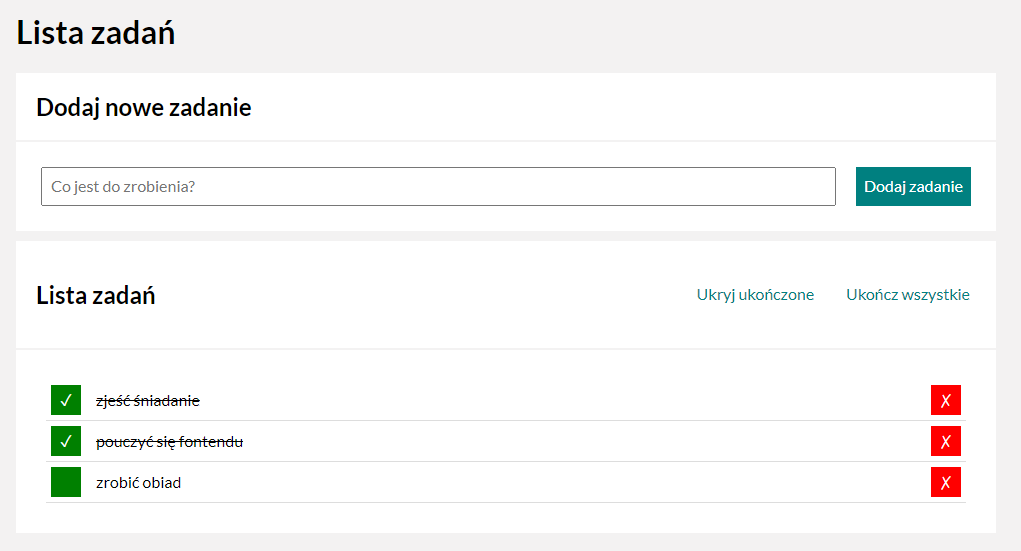 Lista zadań
Dodaj nowe zadanie
Co jest do zrobienia?
Dodaj zadanie
Lista zadań
Ukryj ukończone
Ukończ wszystkie
✓ zjeść śniadanie ✗
✓ pouczyć się fontendu ✗
zrobić obiad ✗